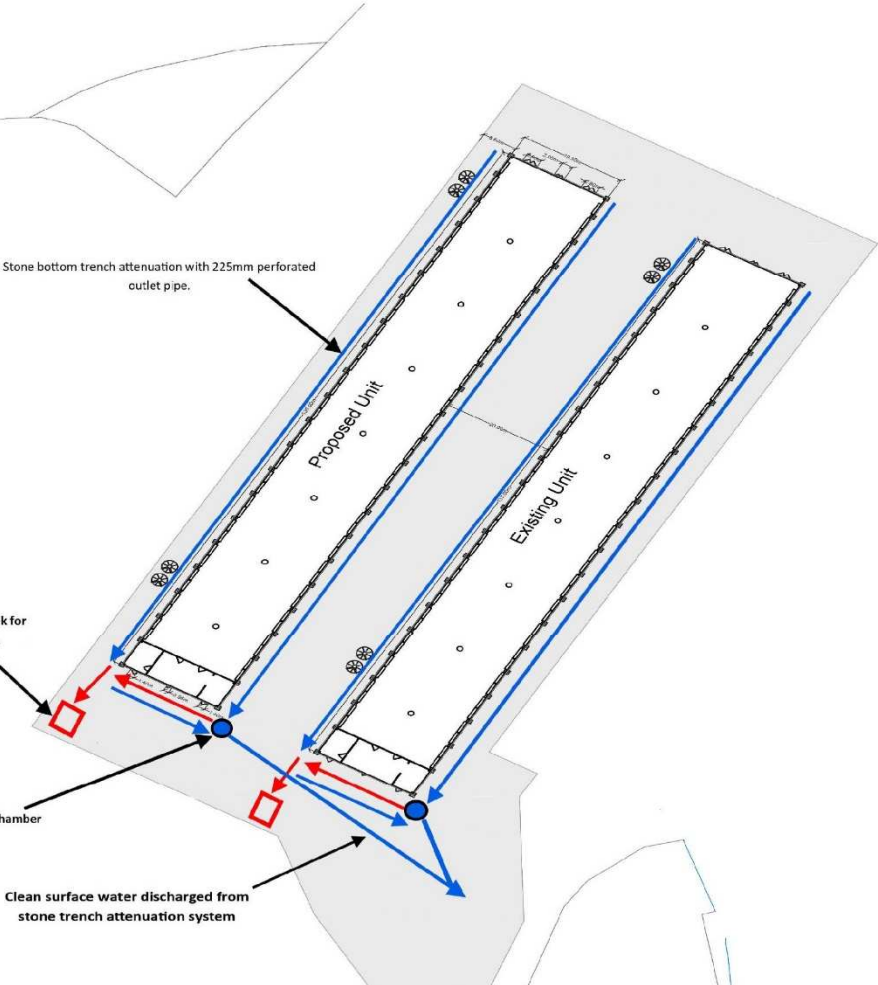 Stone bottom trench attenuation with 225mm perforated
outlet pipe.
Proposed Unit
Existing Unit
k for
hamber
Clean surface water discharged from
stone trench attenuation system